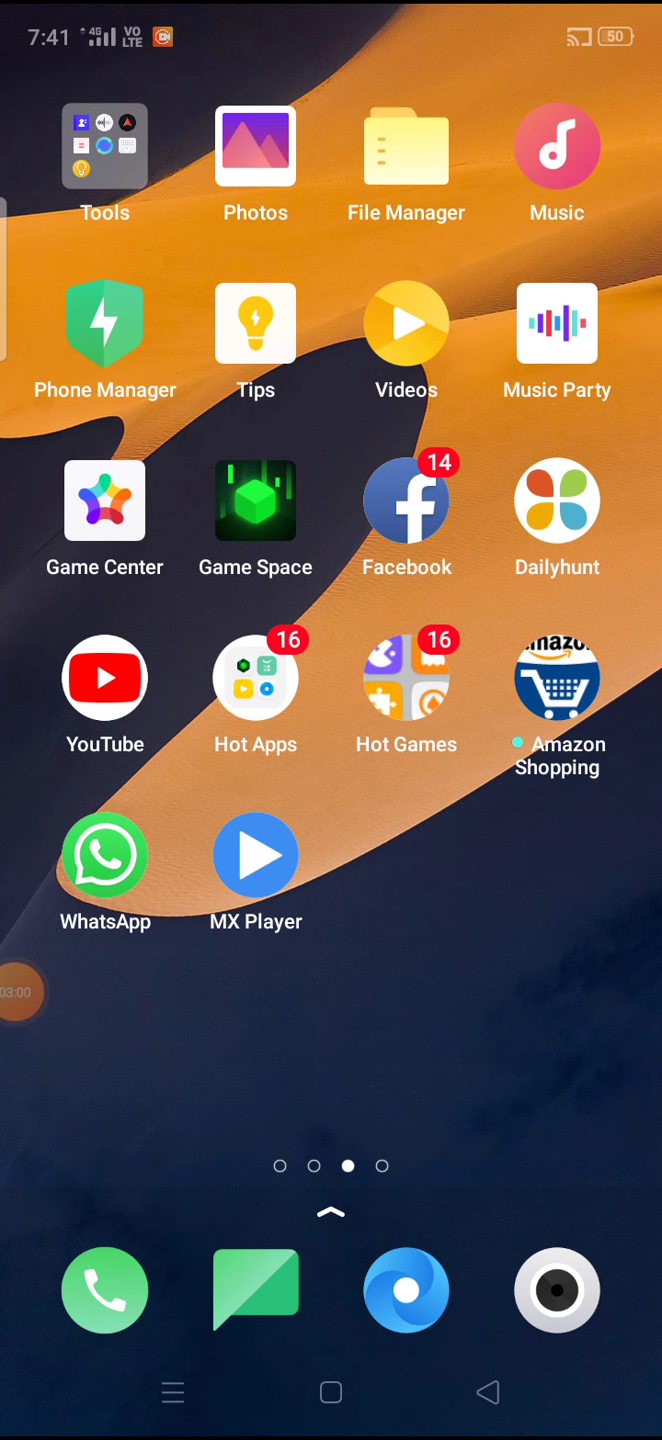 7:41 4G VO LTE 50
Tools Photos File Manager Music
Phone Manager Tips Videos Music Party
14
Game Center Game Space Facebook Dailyhunt
16 16 amazo
YouTube Hot Apps Hot Games Amazon
Shopping
WhatsApp MX Player
03:00